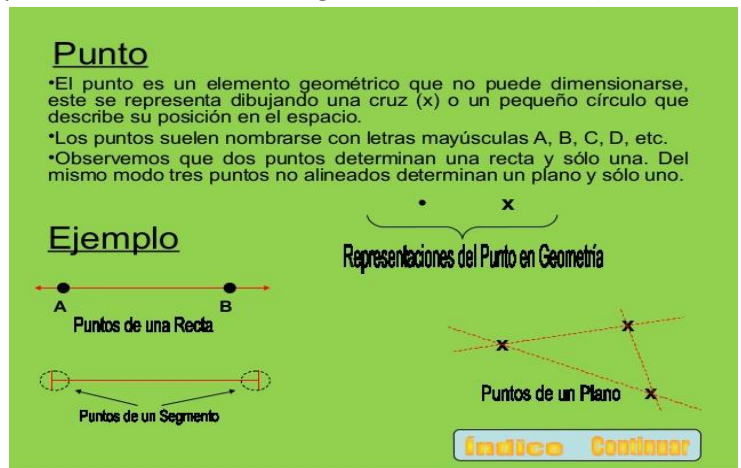 Punto
•El punto es un elemento geométrico que no puede dimensionarse,
este se representa dibujando una cruz (x) o un pequeño círculo que
describe su posición en el espacio.
•Los puntos suelen nombrarse con letras mayúsculas A, B, C, D, etc.
•Observemos que dos puntos determinan una recta y sólo una. Del
mismo modo tres puntos no alineados determinan un plano y sólo uno.
• x
Representaciones del Punto en Geometría
Ejemplo
A B
Puntos de una Recta
Puntos de un Segmento
x
x
x
Puntos de un Plano
Índice Continuar